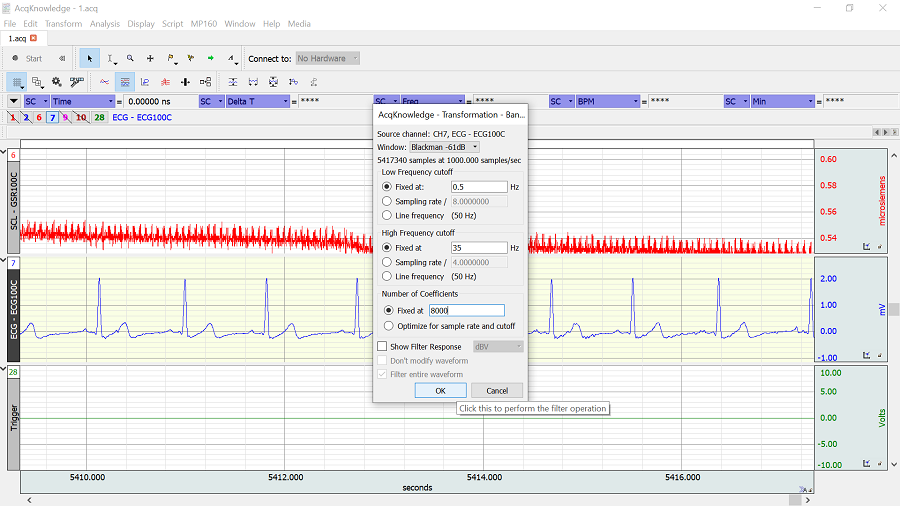 AcqKnowledge - 1.acq
File Edit Transform Analysis Display Script MP160 Window Help Media
1.acq
Start
Connect to: No Hardware
SC Time = 0.00000 ns SC Delta T = **** SC Freq = **** SC BPM = **** SC Min = ****
1 2 6 7 9 10 28 ECG - ECG100C
AcqKnowledge - Transformation - Ban...
Source channel: CH7, ECG - ECG100C
Window: Blackman -61dB
5417340 samples at 1000.000 samples/sec
Low Frequency cutoff
Fixed at: 0.5 Hz
Sampling rate / 8.0000000
Line frequency (50 Hz)
High Frequency cutoff
Fixed at 35 Hz
Sampling rate / 4.0000000
Line frequency (50 Hz)
Number of Coefficients
Fixed at 8000
Optimize for sample rate and cutoff
Show Filter Response dBV
Don't modify waveform
Filter entire waveform
OK Cancel
Click this to perform the filter operation
6
SCL - GSR100C
0.60
0.58
0.56
0.54
microsiemens
7
ECG - ECG100C
2.00
1.00
0.00
-1.00
mV
28
Trigger
10.00
5.00
0.00
-5.00
-10.00
Volts
5410.000 5412.000 5414.000 5416.000
seconds